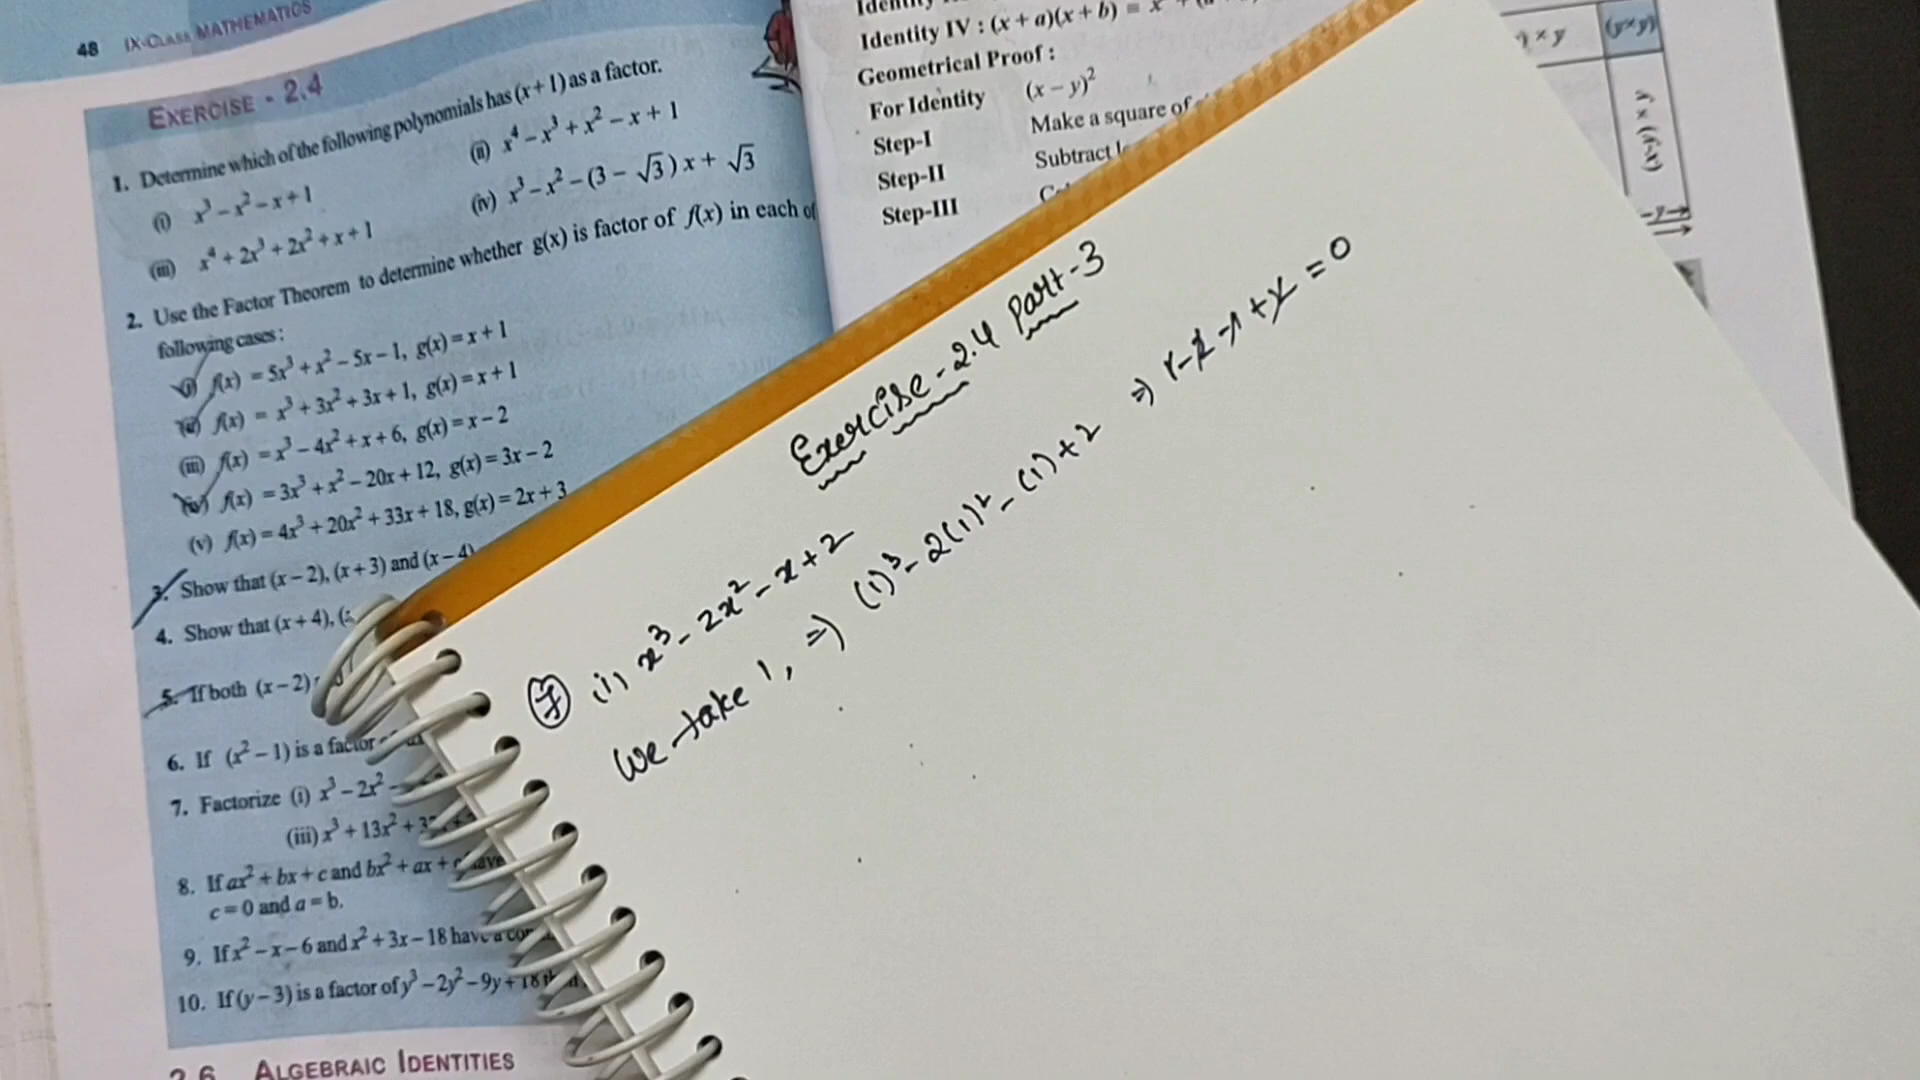 48 IX-CLASS MATHEMATICS
EXERCISE - 2.4
1. Determine which of the following polynomials has (x + 1) as a factor.
(i) x³ – x² – x + 1
(ii) x⁴ – x³ + x² – x + 1
(iii) x⁴ + 2x³ + 2x² + x + 1
(iv) x³ – x² – (3 – √3) x + √3
2. Use the Factor Theorem to determine whether g(x) is factor of f(x) in each of
following cases :
(i) f(x) = 5x³ + x² – 5x – 1, g(x) = x + 1
(ii) f(x) = x³ + 3x² + 3x + 1, g(x) = x + 1
(iii) f(x) = x³ – 4x² + x + 6, g(x) = x – 2
(iv) f(x) = 3x³ + x² – 20x + 12, g(x) = 3x – 2
(v) f(x) = 4x³ + 20x² + 33x + 18, g(x) = 2x + 3
3. Show that (x – 2), (x + 3) and (x – 4)
4. Show that (x + 4),
5. If both (x – 2)
6. If (x² – 1) is a factor
7. Factorize (i) x³ – 2x² –
(iii) x³ + 13x² +
8. If ax² + bx + c and bx² + ax + c have
c = 0 and a = b.
9. If x² – x – 6 and x² + 3x – 18 have a
10. If (y – 3) is a factor of y³ – 2y² – 9y + 18
2.6 ALGEBRAIC IDENTITIES
Identity IV : (x + a)(x + b) =
Geometrical Proof :
For Identity (x – y)²
Step-I Make a square of
Step-II Subtract
Step-III
(y×y)
Exercise - 2.4 Part - 3
7 (i) x³ - 2x² - x + 2
We take 1, ⇒ (1)³ - 2(1)² - (1) + 2 ⇒ 1 - 2 - 1 + 2 = 0